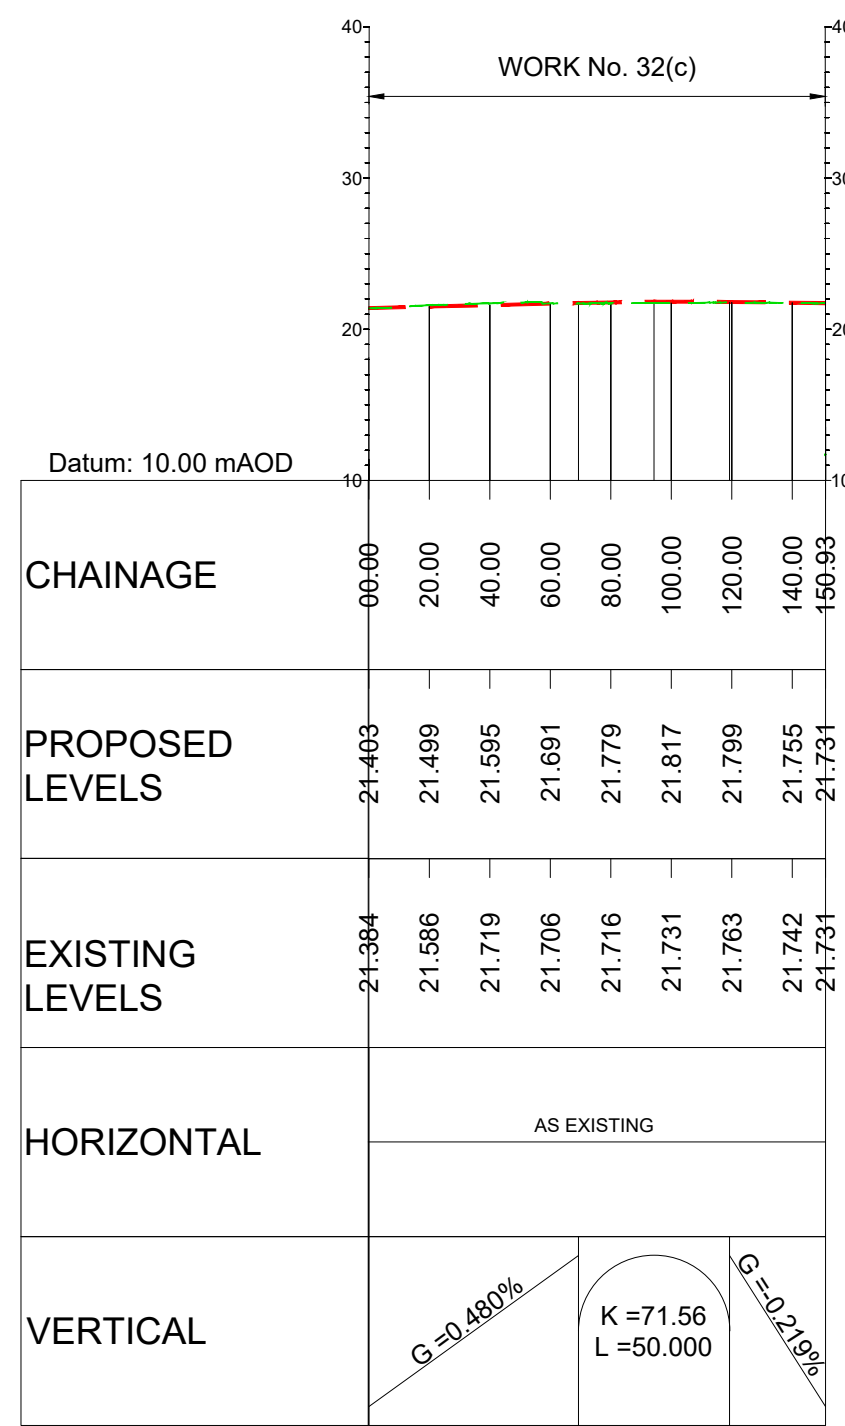 40
40
WORK No. 32(c)
30
30
20
20
Datum: 10.00 mAOD
10
10
CHAINAGE
00.00
20.00
40.00
60.00
80.00
100.00
120.00
140.00
150.93
PROPOSED
LEVELS
21.403
21.499
21.595
21.691
21.779
21.817
21.799
21.755
21.731
EXISTING
LEVELS
21.384
21.586
21.719
21.706
21.716
21.731
21.763
21.742
21.731
HORIZONTAL
AS EXISTING
VERTICAL
G =0.480%
K =71.56
L =50.000
G =-0.219%